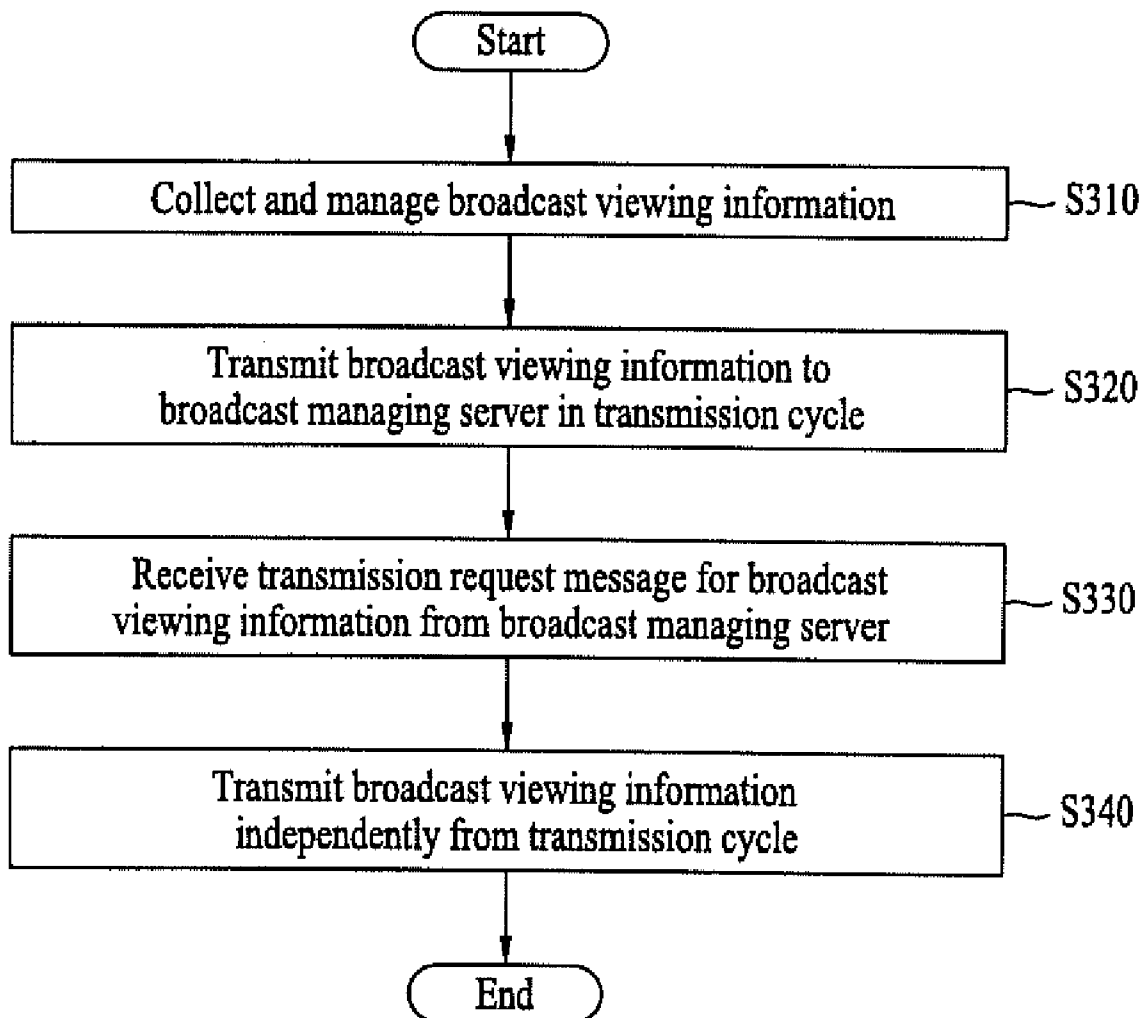 Start
Collect and manage broadcast viewing information
S310
Transmit broadcast viewing information to
broadcast managing server in transmission cycle
S320
Receive transmission request message for broadcast
viewing information from broadcast managing server
S330
Transmit broadcast viewing information
independently from transmission cycle
S340
End